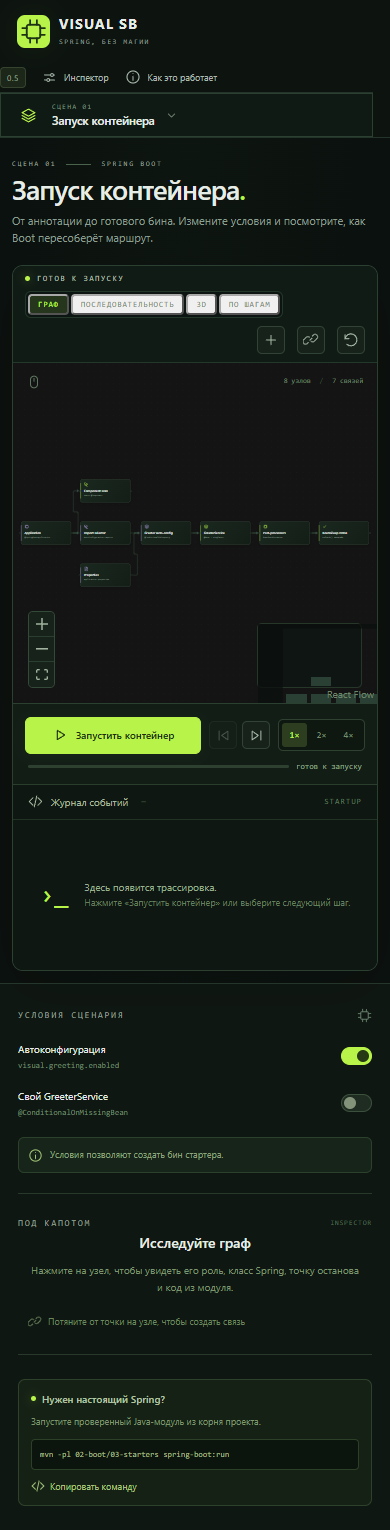 VISUAL SB
SPRING, БЕЗ МАГИИ
0.5 Инспектор Как это работает
СЦЕНА 01
Запуск контейнера
СЦЕНА 01 SPRING BOOT
Запуск контейнера.
От аннотации до готового бина. Измените условия и посмотрите, как
Boot пересоберёт маршрут.
ГОТОВ К ЗАПУСКУ
ГРАФ ПОСЛЕДОВАТЕЛЬНОСТЬ 3D ПО ШАГАМ
8 узлов / 7 связей
React Flow
Запустить контейнер 1× 2× 4×
готов к запуску
Журнал событий STARTUP
Здесь появится трассировка.
Нажмите «Запустить контейнер» или выберите следующий шаг.
УСЛОВИЯ СЦЕНАРИЯ
Автоконфигурация
visual.greeting.enabled
Свой GreeterService
@ConditionalOnMissingBean
Условия позволяют создать бин стартера.
ПОД КАПОТОМ INSPECTOR
Исследуйте граф
Нажмите на узел, чтобы увидеть его роль, класс Spring, точку останова
и код из модуля.
Потяните от точки на узле, чтобы создать связь
Нужен настоящий Spring?
Запустите проверенный Java-модуль из корня проекта.
mvn -pl 02-boot/03-starters spring-boot:run
Копировать команду